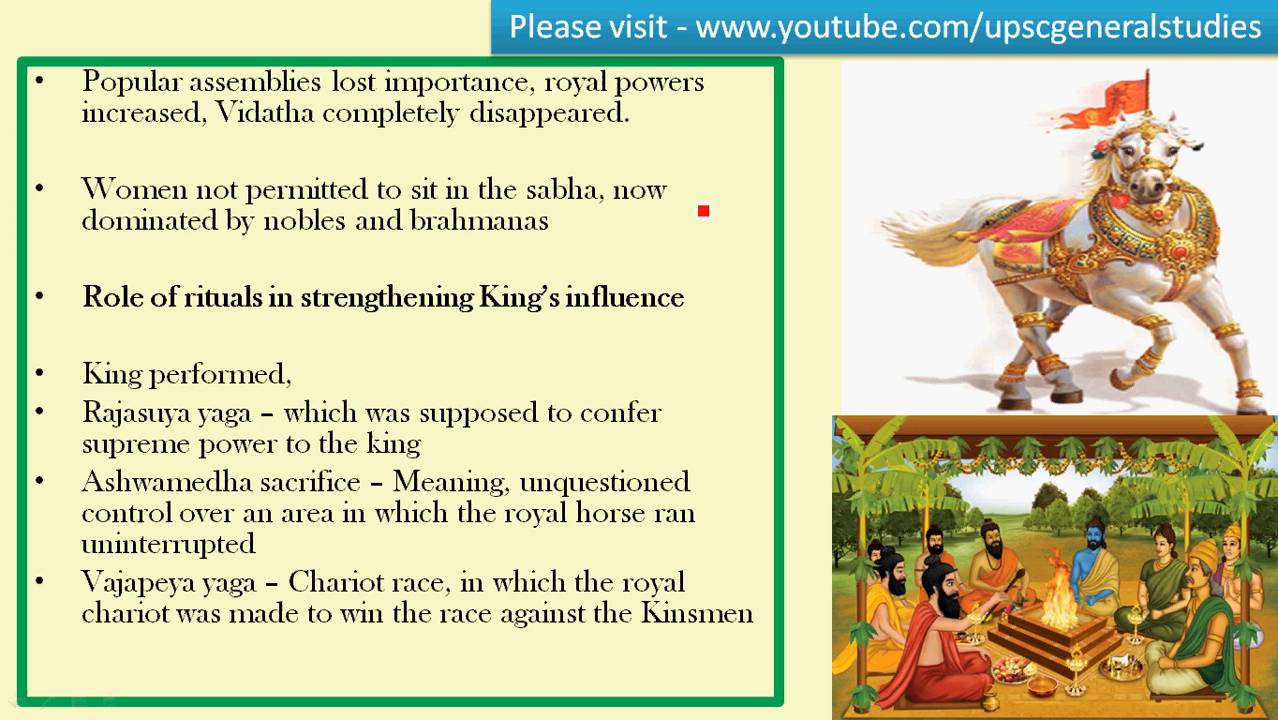 Please visit - www.youtube.com/upscgeneralstudies
• Popular assemblies lost importance, royal powers
increased, Vidatha completely disappeared.
• Women not permitted to sit in the sabha, now
dominated by nobles and brahmanas
• Role of rituals in strengthening King's influence
• King performed,
• Rajasuya yaga – which was supposed to confer
supreme power to the king
• Ashwamedha sacrifice – Meaning, unquestioned
control over an area in which the royal horse ran
uninterrupted
• Vajapeya yaga – Chariot race, in which the royal
chariot was made to win the race against the Kinsmen